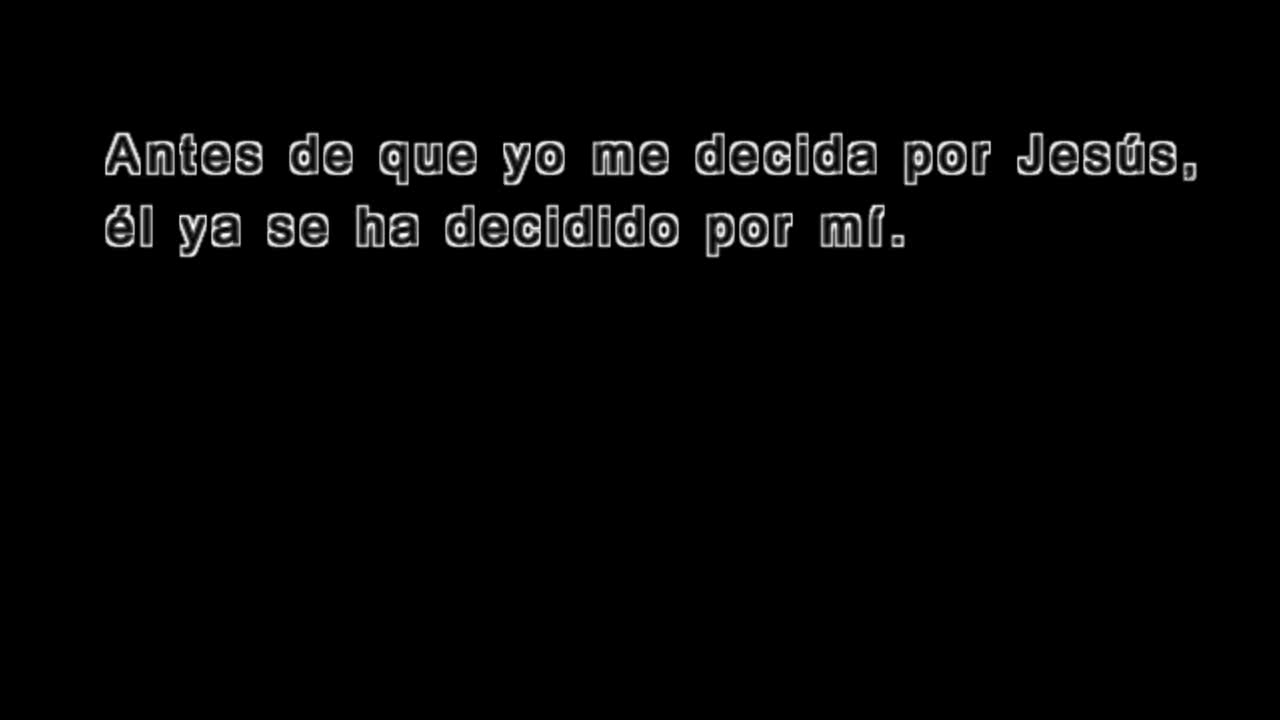 Antes de que yo me decida por Jesús,
él ya se ha decidido por mí.